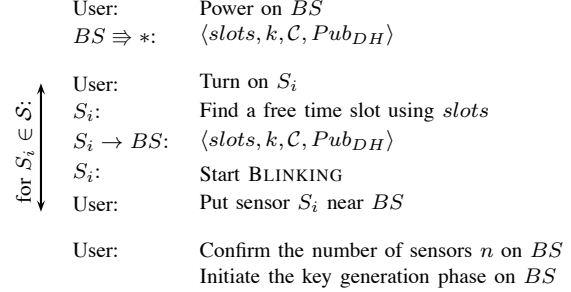 User: Power on BS
BS ⇛ *: ⟨slots, k, 𝒞, Pub_DH⟩
User: Turn on S_i
S_i: Find a free time slot using slots
S_i → BS: ⟨slots, k, 𝒞, Pub_DH⟩
S_i: Start BLINKING
User: Put sensor S_i near BS
for S_i ∈ 𝒮:
User: Confirm the number of sensors n on BS
Initiate the key generation phase on BS